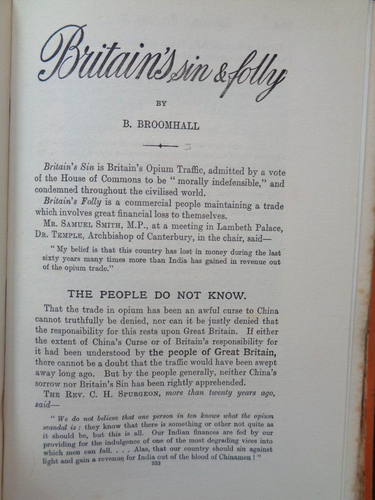 Britain's sin & folly
BY
B. BROOMHALL
Britain's Sin is Britain's Opium Traffic, admitted by a vote
of the House of Commons to be "morally indefensible," and
condemned throughout the civilised world.
Britain's Folly is a commercial people maintaining a trade
which involves great financial loss to themselves.
MR. SAMUEL SMITH, M.P., at a meeting in Lambeth Palace,
DR. TEMPLE, Archbishop of Canterbury, in the chair, said—
"My belief is that this country has lost in money during the last
sixty years many times more than India has gained in revenue out
of the opium trade."
THE PEOPLE DO NOT KNOW.
That the trade in opium has been an awful curse to China
cannot truthfully be denied, nor can it be justly denied that
the responsibility for this rests upon Great Britain. If either
the extent of China's Curse or of Britain's responsibility for
it had been understood by the people of Great Britain,
there cannot be a doubt that the traffic would have been swept
away long ago. But by the people generally, neither China's
sorrow nor Britain's Sin has been rightly apprehended.
THE REV. C. H. SPURGEON, more than twenty years ago,
said—
"We do not believe that one person in ten knows what the opium
scandal is: they know that there is something or other not quite as
it should be, but this is all. Our Indian finances are fed by our
providing for the indulgence of one of the most degrading vices into
which men can fall. . . . Alas, that our country should sin against
light and gain a revenue for India out of the blood of Chinamen!"